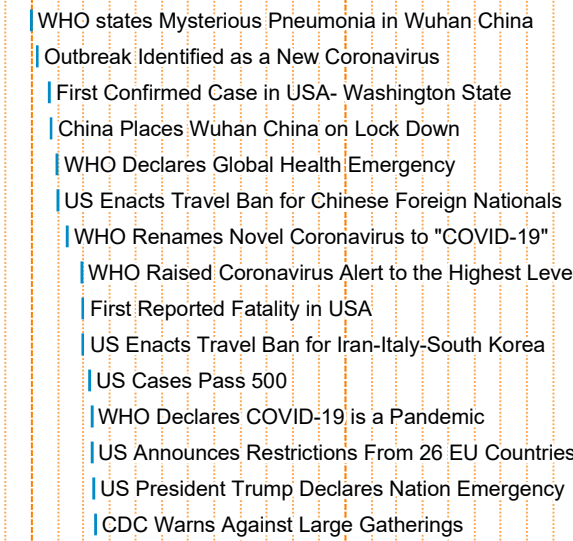 WHO states Mysterious Pneumonia in Wuhan China
Outbreak Identified as a New Coronavirus
First Confirmed Case in USA- Washington State
China Places Wuhan China on Lock Down
WHO Declares Global Health Emergency
US Enacts Travel Ban for Chinese Foreign Nationals
WHO Renames Novel Coronavirus to "COVID-19"
WHO Raised Coronavirus Alert to the Highest Leve
First Reported Fatality in USA
US Enacts Travel Ban for Iran-Italy-South Korea
US Cases Pass 500
WHO Declares COVID-19 is a Pandemic
US Announces Restrictions From 26 EU Countries
US President Trump Declares Nation Emergency
CDC Warns Against Large Gatherings